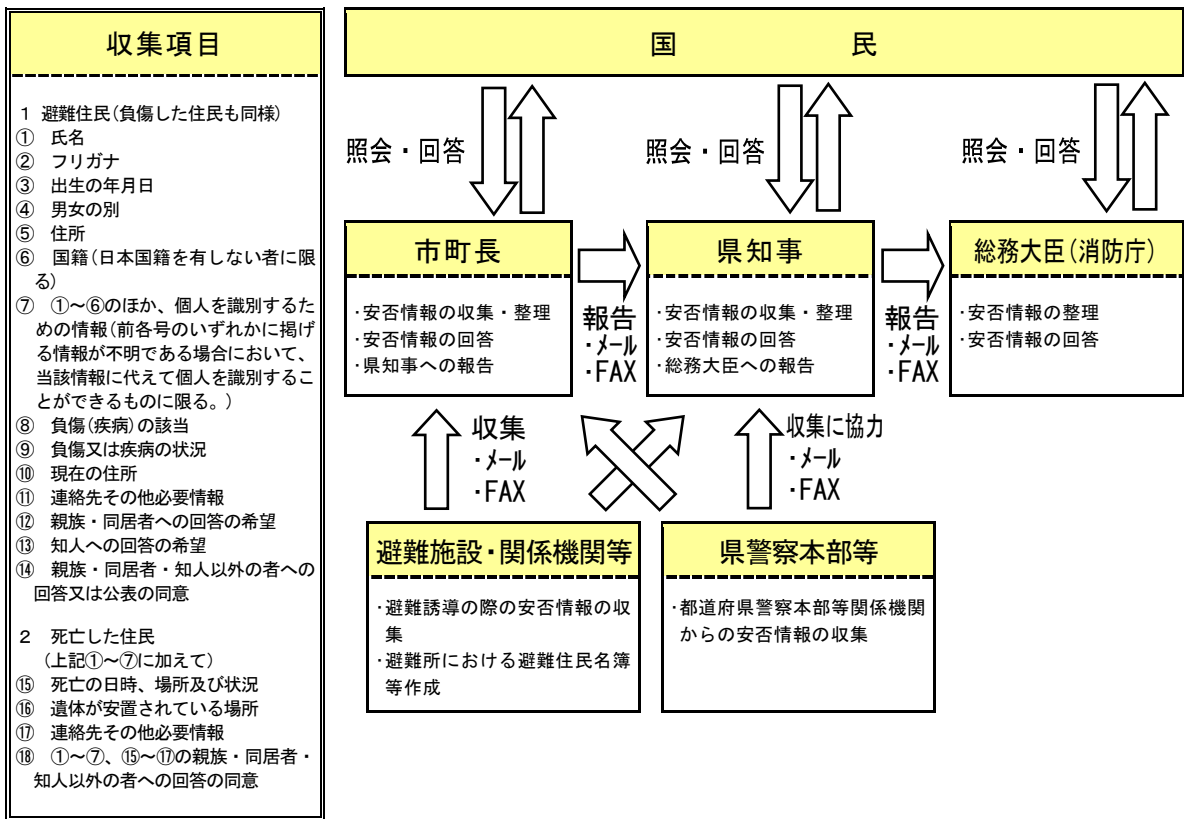 収集項目
1 避難住民(負傷した住民も同様)
① 氏名
② フリガナ
③ 出生の年月日
④ 男女の別
⑤ 住所
⑥ 国籍(日本国籍を有しない者に限
る)
⑦ ①~⑥のほか、個人を識別するた
めの情報(前各号のいずれかに掲げ
る情報が不明である場合において、
当該情報に代えて個人を識別するこ
とができるものに限る。)
⑧ 負傷(疾病)の該当
⑨ 負傷又は疾病の状況
⑩ 現在の住所
⑪ 連絡先その他必要情報
⑫ 親族・同居者への回答の希望
⑬ 知人への回答の希望
⑭ 親族・同居者・知人以外の者への
回答又は公表の同意
2 死亡した住民
(上記①~⑦に加えて)
⑮ 死亡の日時、場所及び状況
⑯ 遺体が安置されている場所
⑰ 連絡先その他必要情報
⑱ ①~⑦、⑮~⑰の親族・同居者・
知人以外の者への回答の同意
国 民
照会・回答
照会・回答
照会・回答
市町長
・安否情報の収集・整理
・安否情報の回答
・県知事への報告
報告
・メール
・FAX
県知事
・安否情報の収集・整理
・安否情報の回答
・総務大臣への報告
報告
・メール
・FAX
総務大臣(消防庁)
・安否情報の整理
・安否情報の回答
収集
・メール
・FAX
収集に協力
・メール
・FAX
避難施設・関係機関等
・避難誘導の際の安否情報の収
集
・避難所における避難住民名簿
等作成
県警察本部等
・都道府県警察本部等関係機関
からの安否情報の収集